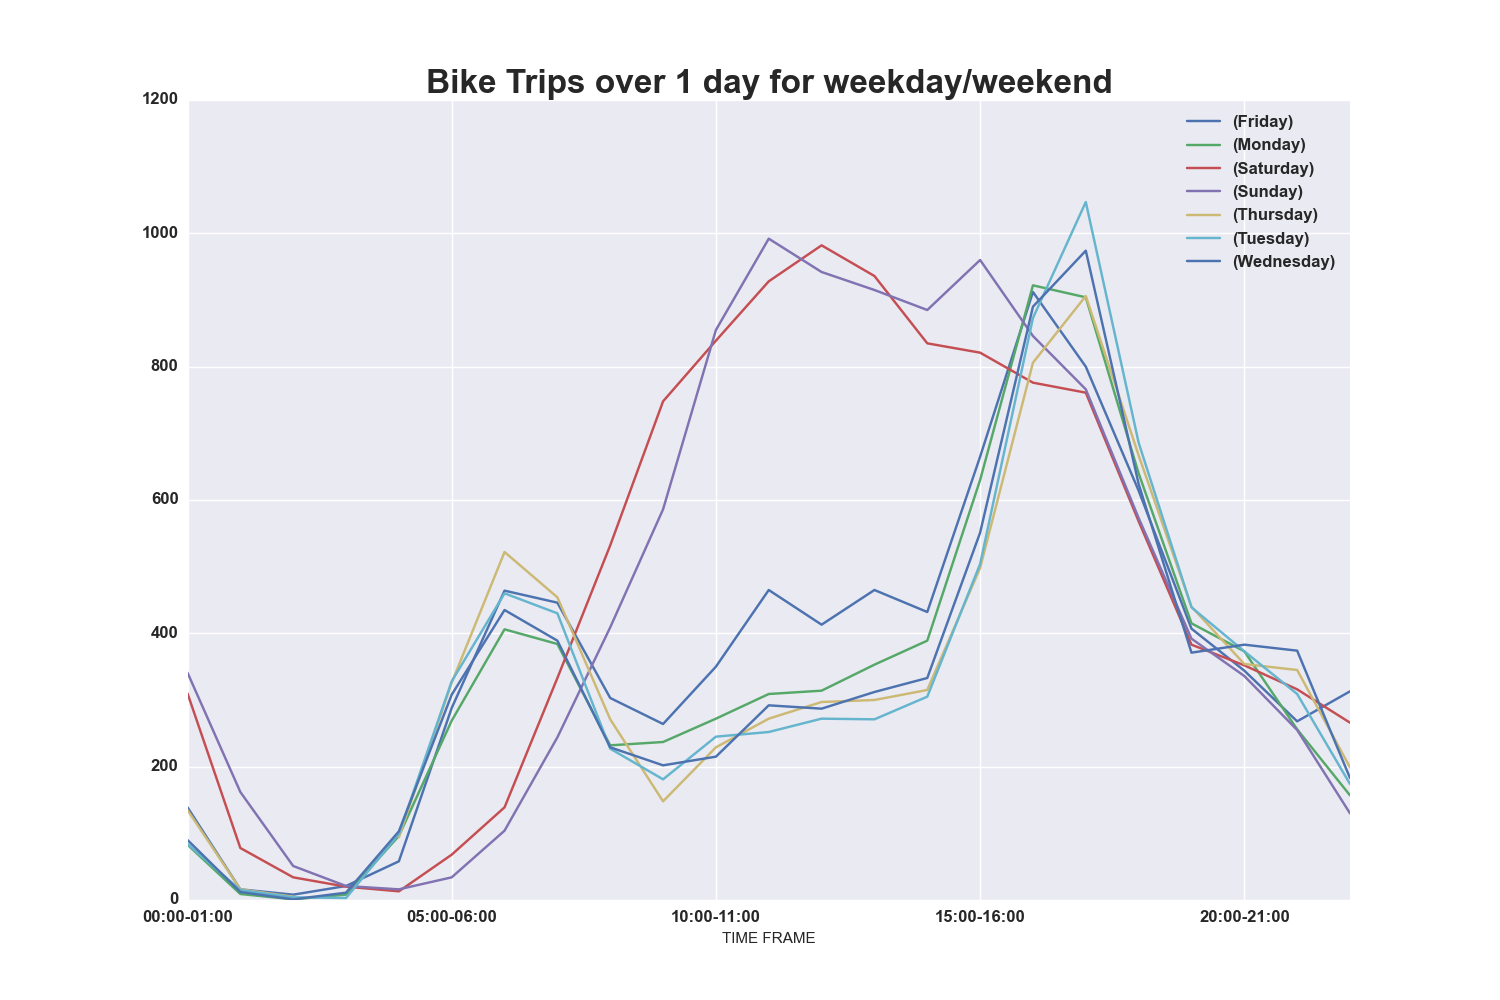 Bike Trips over 1 day for weekday/weekend
1200
1000
800
600
400
200
0
(Friday)
(Monday)
(Saturday)
(Sunday)
(Thursday)
(Tuesday)
(Wednesday)
00:00-01:00 05:00-06:00 10:00-11:00 15:00-16:00 20:00-21:00
TIME FRAME